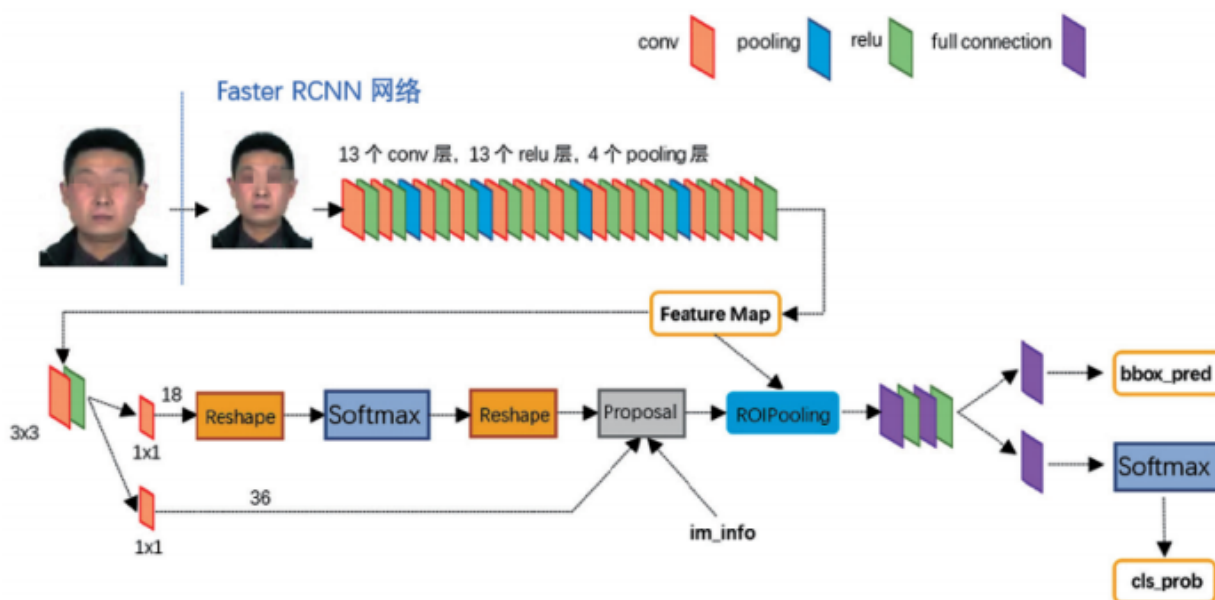 conv pooling relu full connection
Faster RCNN 网络
13 个 conv 层, 13 个 relu 层, 4 个 pooling 层
Feature Map
18
Reshape
Softmax
Reshape
Proposal
ROIPooling
bbox_pred
3x3
1x1
36
Softmax
1x1
im_info
cls_prob